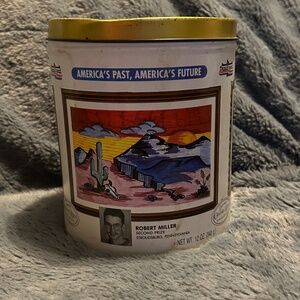 AMERICA'S PAST, AMERICA'S FUTURE
ROBERT MILLER
SECOND PRIZE
STROUDSBURG, PENNSYLVANIA
NET WT. 12 OZ.